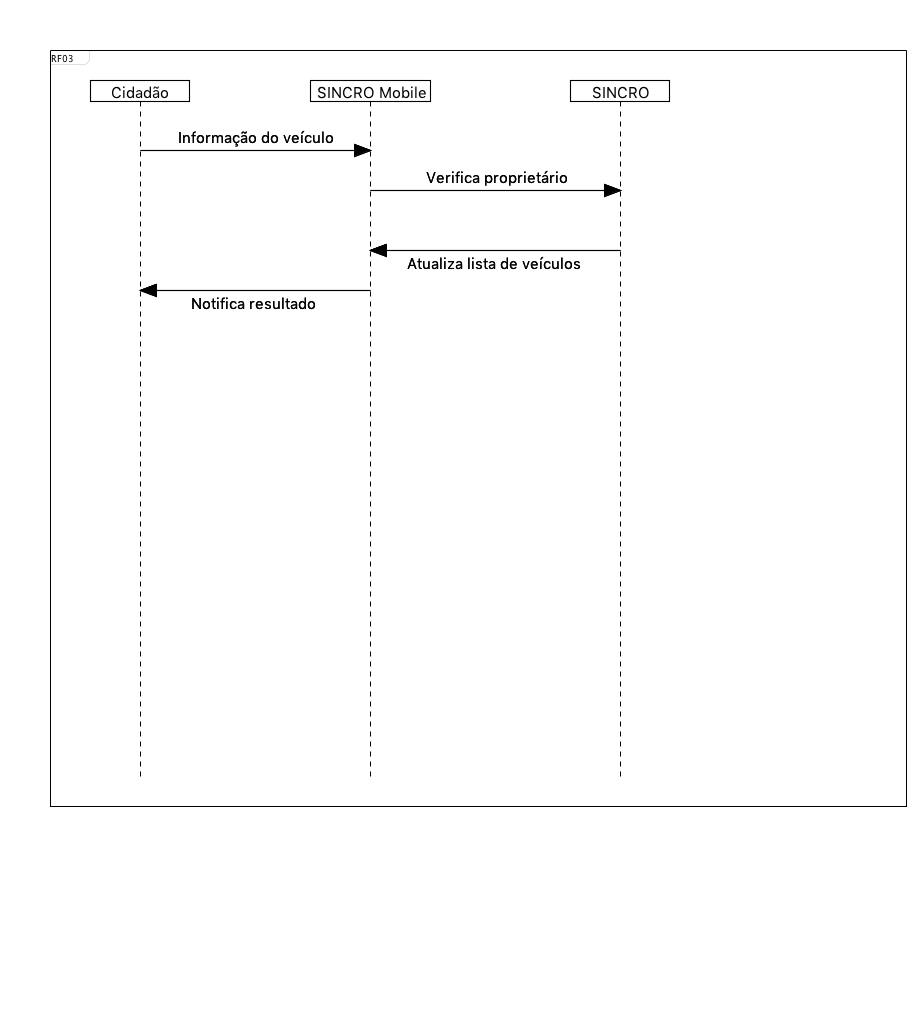 RF03
Cidadão
SINCRO Mobile
SINCRO
Informação do veículo
Verifica proprietário
Atualiza lista de veículos
Notifica resultado